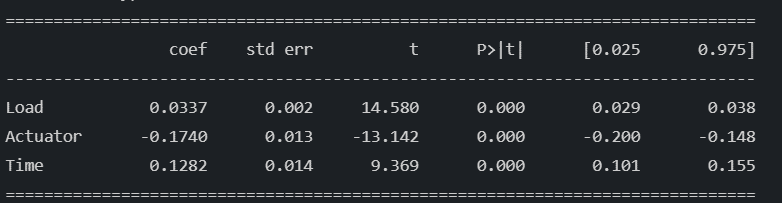 ==============================================================================
                 coef    std err          t      P>|t|      [0.025      0.975]
------------------------------------------------------------------------------
Load           0.0337      0.002     14.580      0.000       0.029       0.038
Actuator      -0.1740      0.013    -13.142      0.000      -0.200      -0.148
Time           0.1282      0.014      9.369      0.000       0.101       0.155
==============================================================================